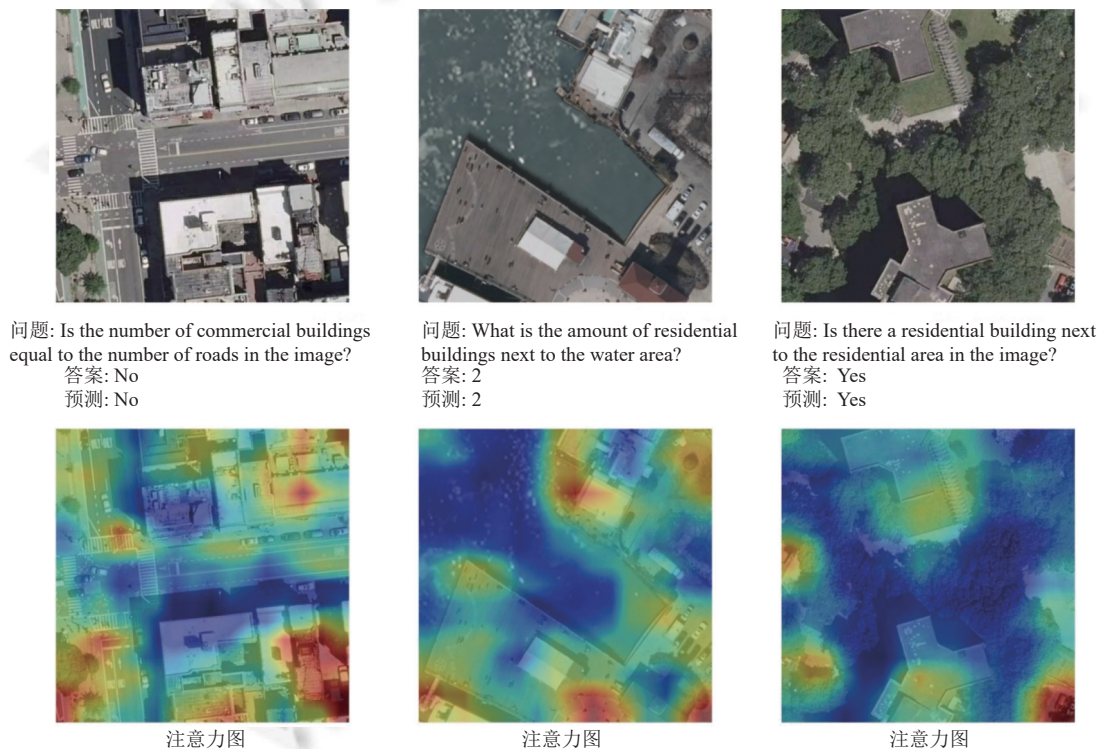 问题: Is the number of commercial buildings
equal to the number of roads in the image?
答案: No
预测: No
问题: What is the amount of residential
buildings next to the water area?
答案: 2
预测: 2
问题: Is there a residential building next
to the residential area in the image?
答案: Yes
预测: Yes
注意力图
注意力图
注意力图